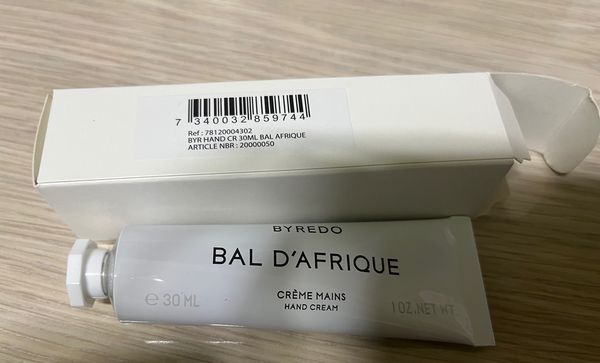 7 340032 859744
Ref : 78120004302
BYR HAND CR 30ML BAL AFRIQUE
ARTICLE NBR : 20000050
BYREDO
BAL D'AFRIQUE
CRÈME MAINS
HAND CREAM
e 30 ML
1 OZ. NET WT.